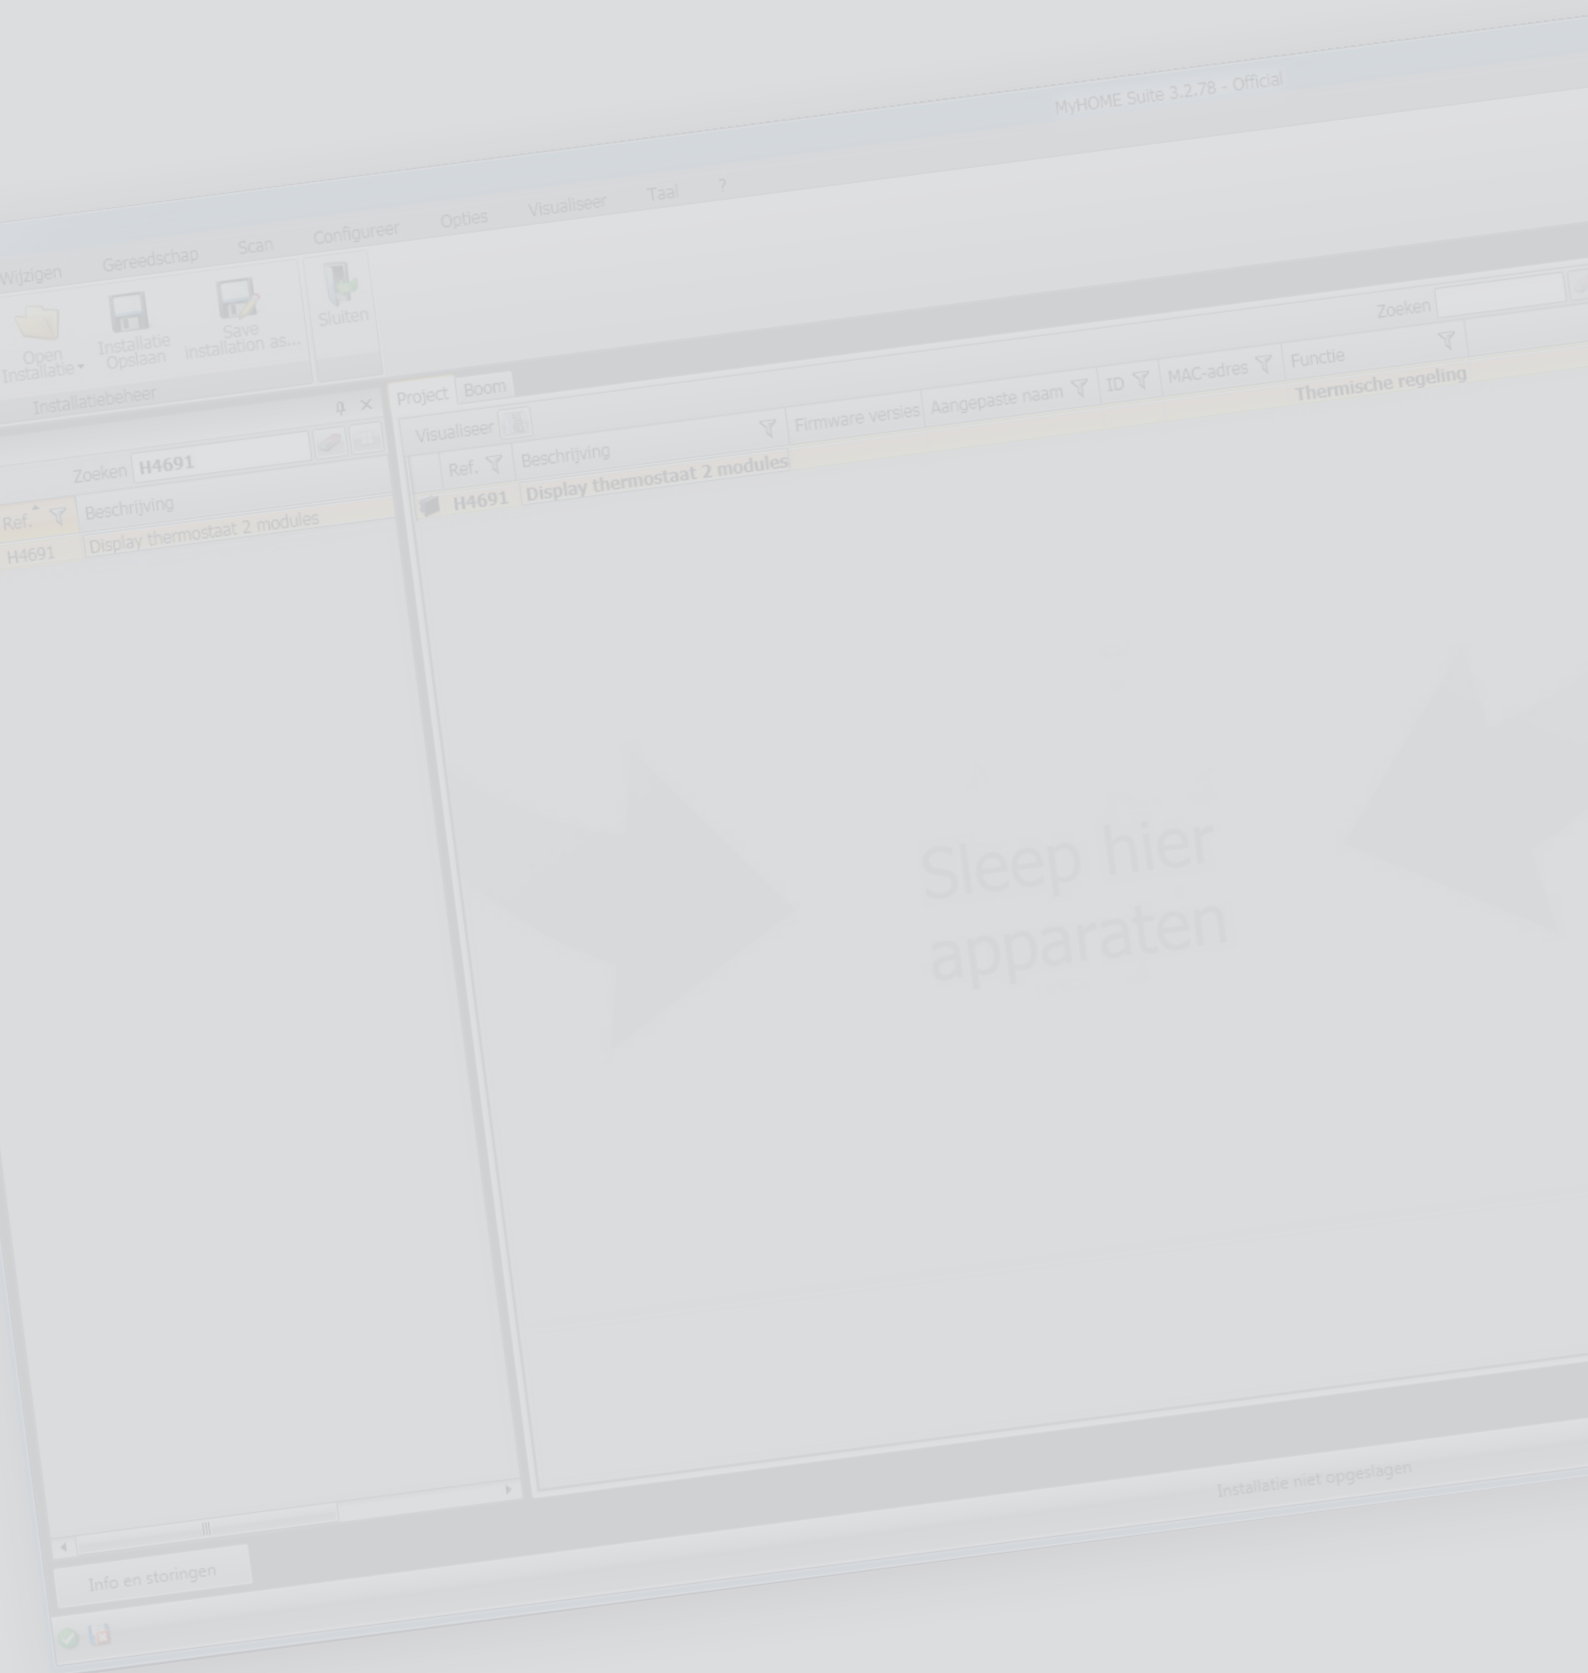 MyHOME Suite 3.2.78 - Official
Wijzigen Gereedschap Scan Configureer Opties Visualiseer Taal ?
Open
Installatie
Installatie
Opslaan
Save
installation as...
Sluiten
Installatiebeheer
Zoeken H4691
Ref. Beschrijving
H4691 Display thermostaat 2 modules
Project Boom
Visualiseer
Zoeken
Ref. Beschrijving Firmware versies Aangepaste naam ID MAC-adres Functie
H4691 Display thermostaat 2 modules Thermische regeling
Sleep hier
apparaten
Installatie niet opgeslagen
Info en storingen